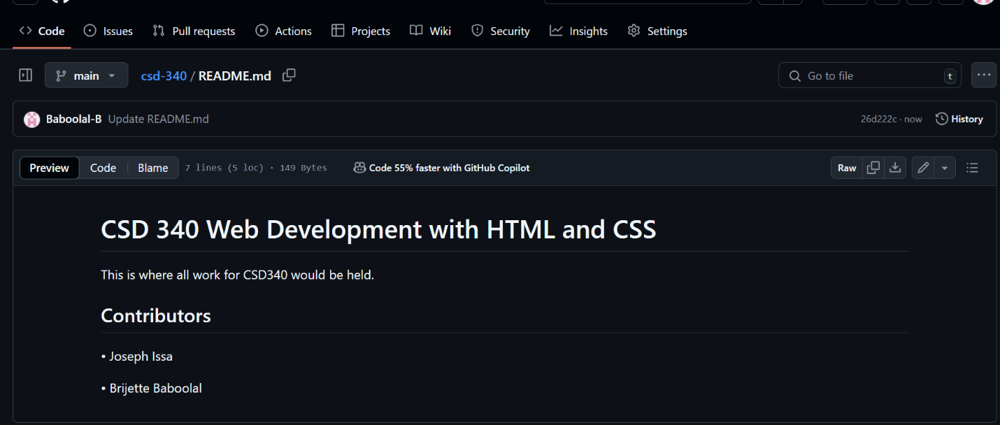 Code Issues Pull requests Actions Projects Wiki Security Insights Settings
main csd-340 / README.md Go to file t
Baboolal-B Update README.md 26d222c · now History
Preview Code Blame 7 lines (5 loc) · 149 Bytes Code 55% faster with GitHub Copilot Raw
CSD 340 Web Development with HTML and CSS
This is where all work for CSD340 would be held.
Contributors
• Joseph Issa
• Brijette Baboolal